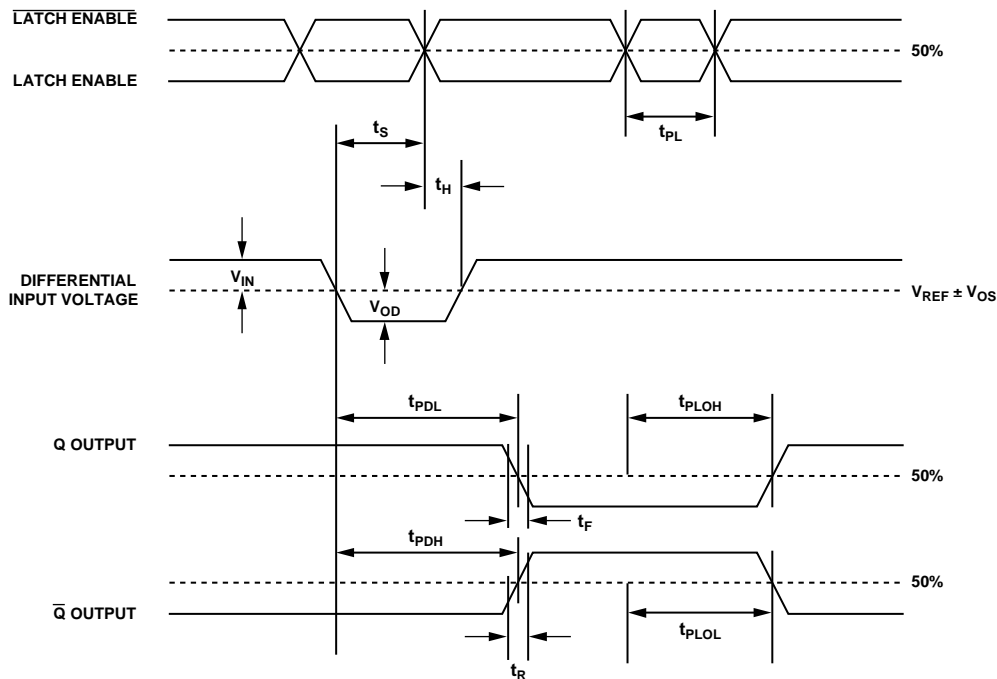 LATCH ENABLE
50%
LATCH ENABLE
tS
tPL
tH
VIN
DIFFERENTIAL
INPUT VOLTAGE
VOD
VREF ± VOS
tPDL
tPLOH
Q OUTPUT
50%
tF
tPDH
50%
Q̅ OUTPUT
tPLOL
tR